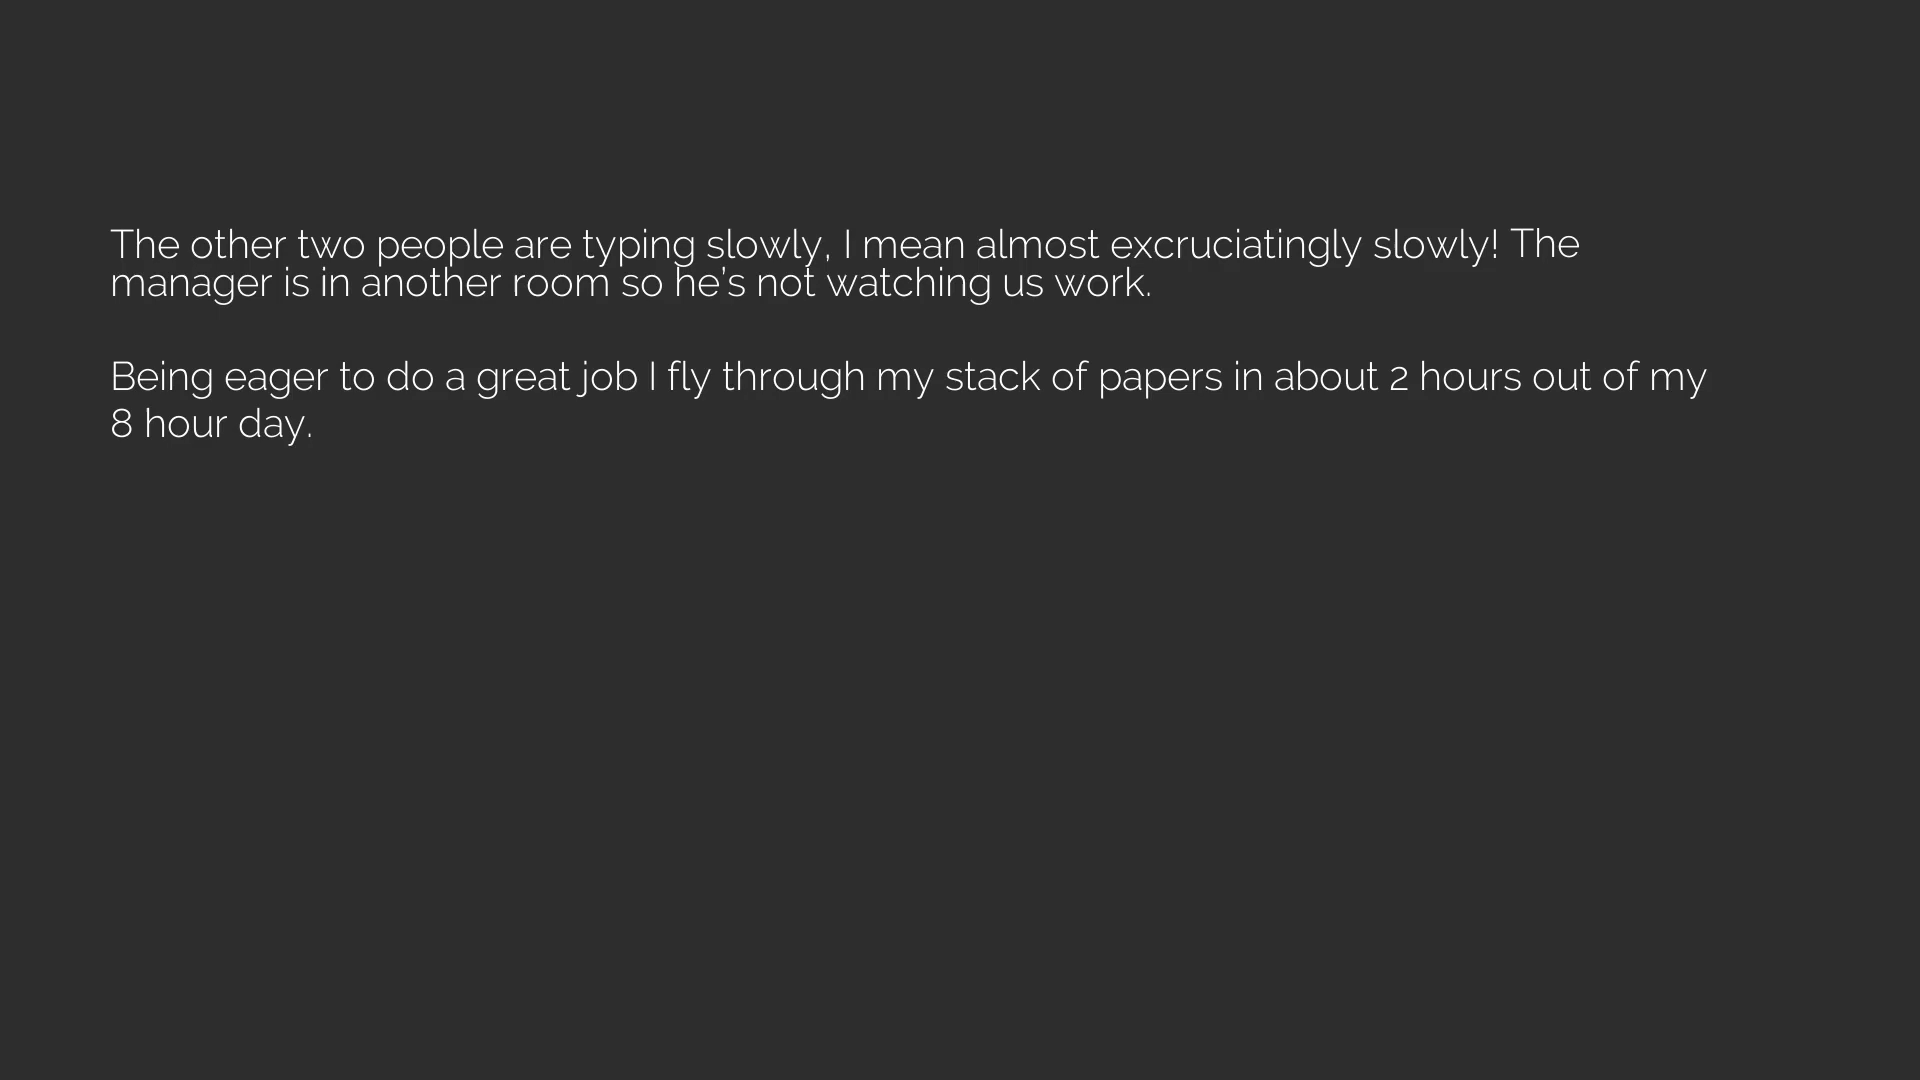 The other two people are typing slowly, I mean almost excruciatingly slowly! The
manager is in another room so he's not watching us work.
Being eager to do a great job I fly through my stack of papers in about 2 hours out of my
8 hour day.